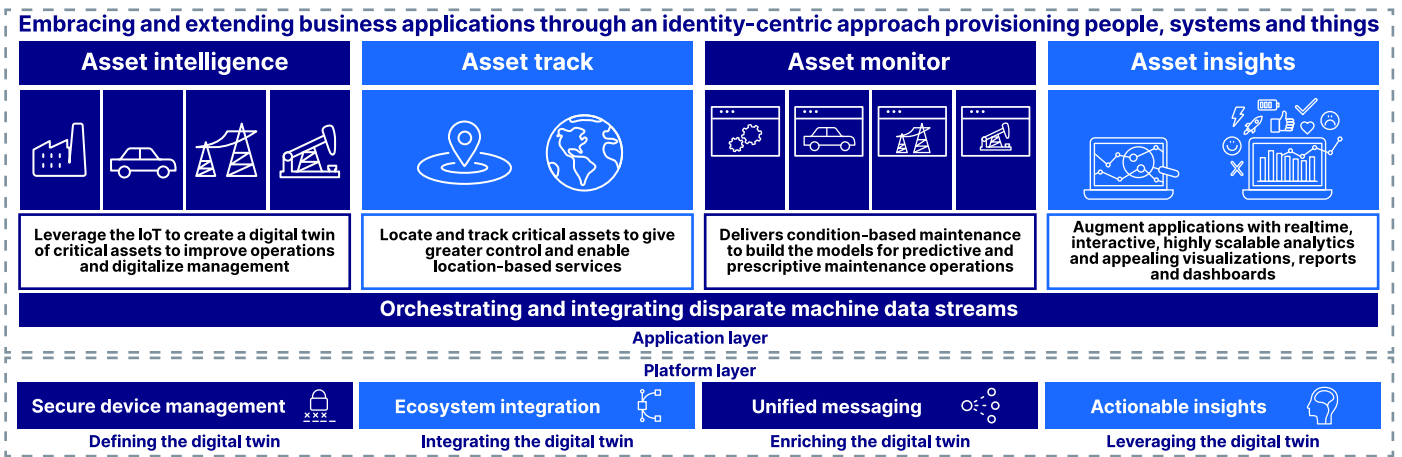 Embracing and extending business applications through an identity-centric approach provisioning people, systems and things
Asset intelligence
Asset track
Asset monitor
Asset insights
Leverage the IoT to create a digital twin
of critical assets to improve operations
and digitalize management
Locate and track critical assets to give
greater control and enable
location-based services
Delivers condition-based maintenance
to build the models for predictive and
prescriptive maintenance operations
Augment applications with realtime,
interactive, highly scalable analytics
and appealing visualizations, reports
and dashboards
Orchestrating and integrating disparate machine data streams
Application layer
Platform layer
Secure device management
Ecosystem integration
Unified messaging
Actionable insights
Defining the digital twin
Integrating the digital twin
Enriching the digital twin
Leveraging the digital twin